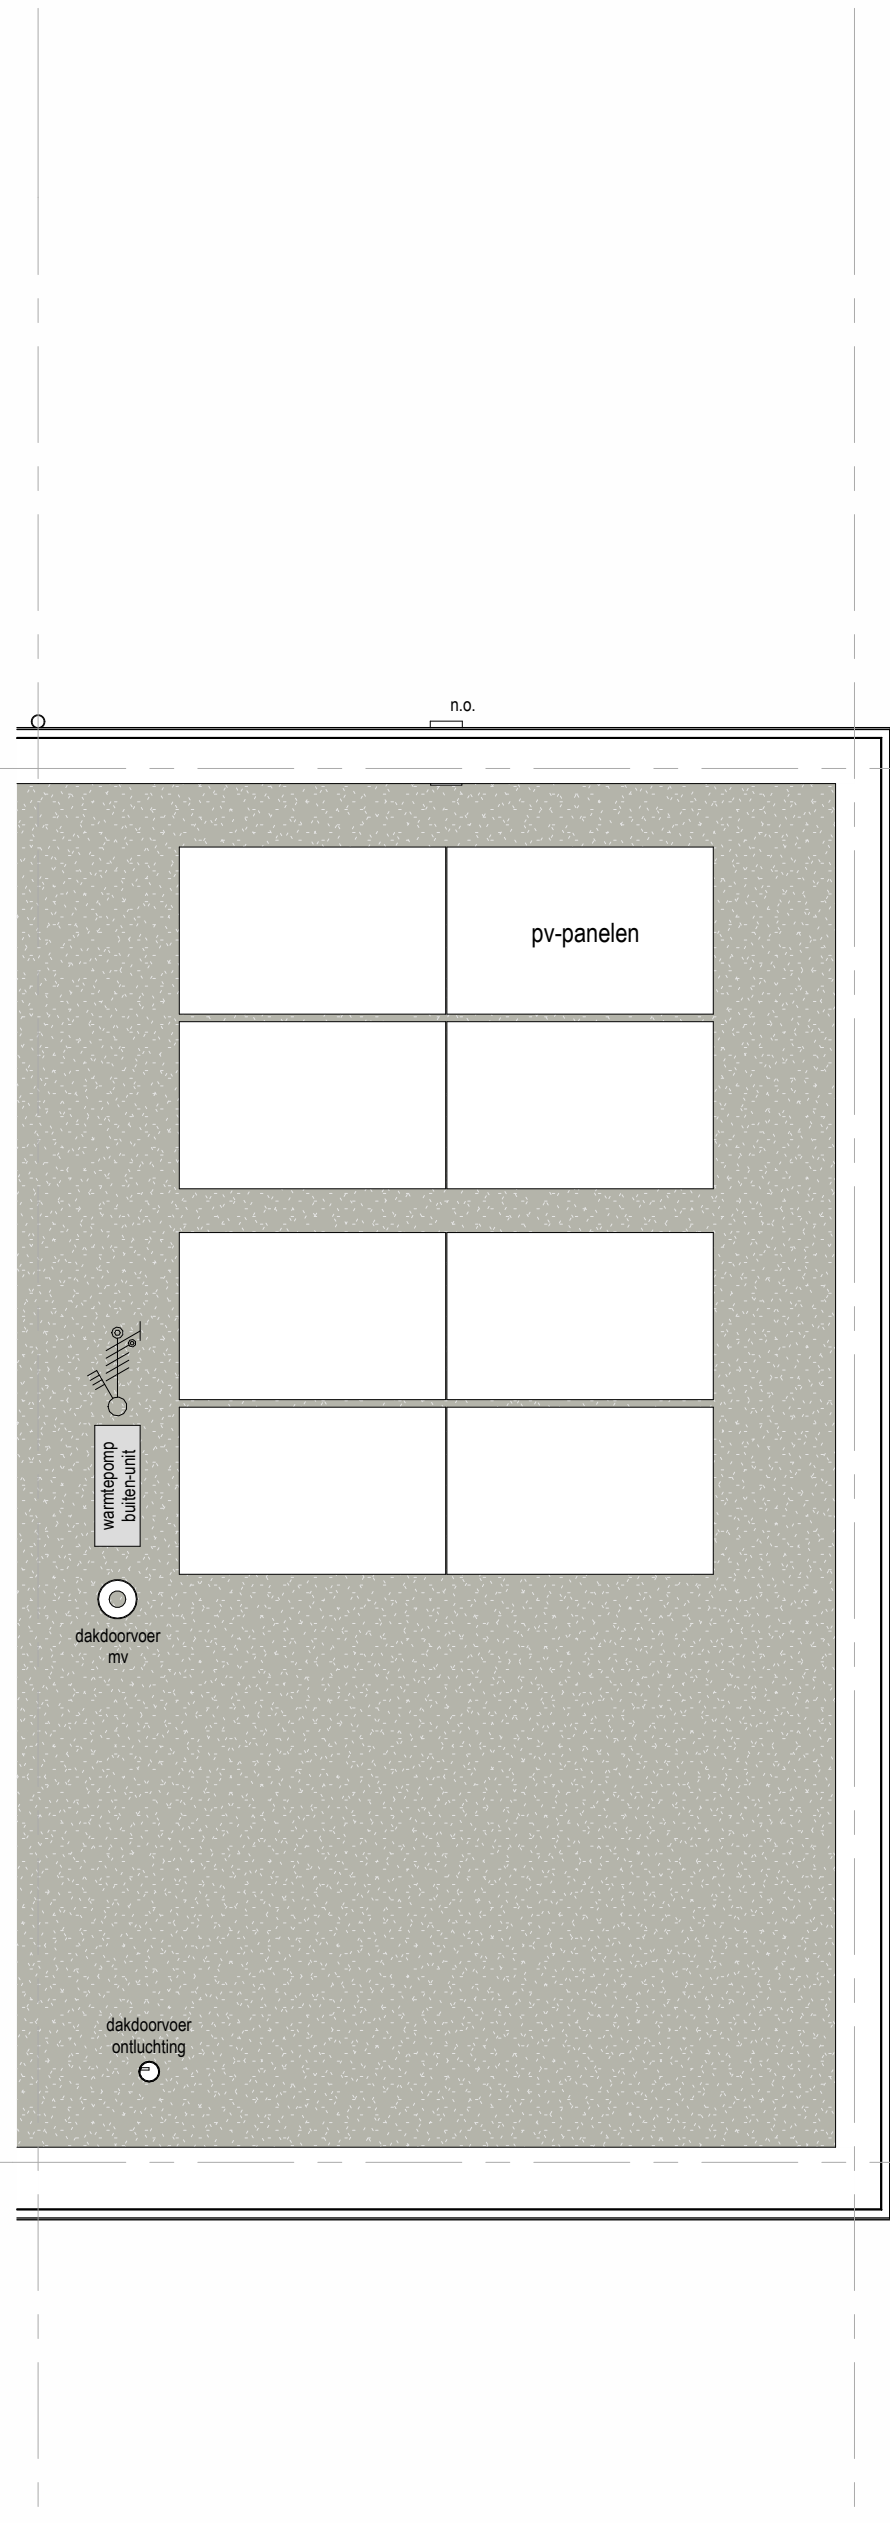 n.o.
pv-panelen
warmtepomp
buiten-unit
dakdoorvoer
mv
dakdoorvoer
ontluchting